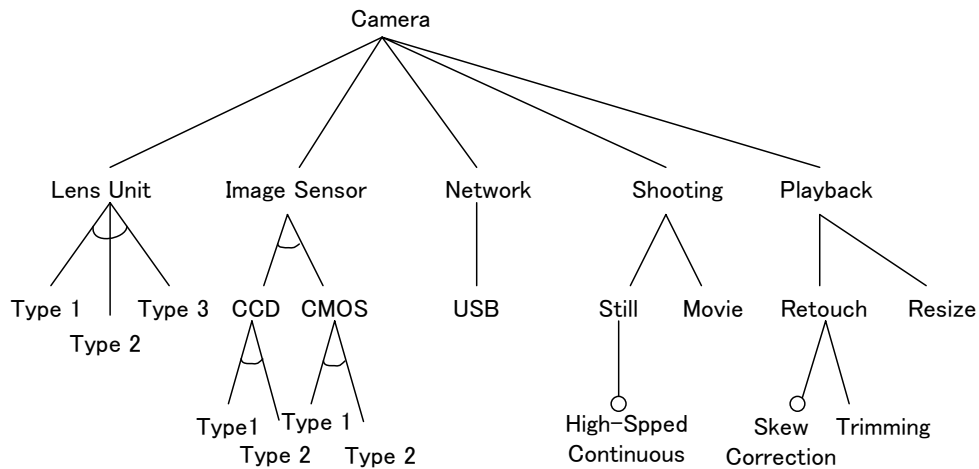 Camera
Lens Unit
Image Sensor
Network
Shooting
Playback
Type 1
Type 2
Type 3
CCD
CMOS
USB
Still
Movie
Retouch
Resize
Type1
Type 2
Type 1
Type 2
High-Spped
Continuous
Skew
Correction
Trimming